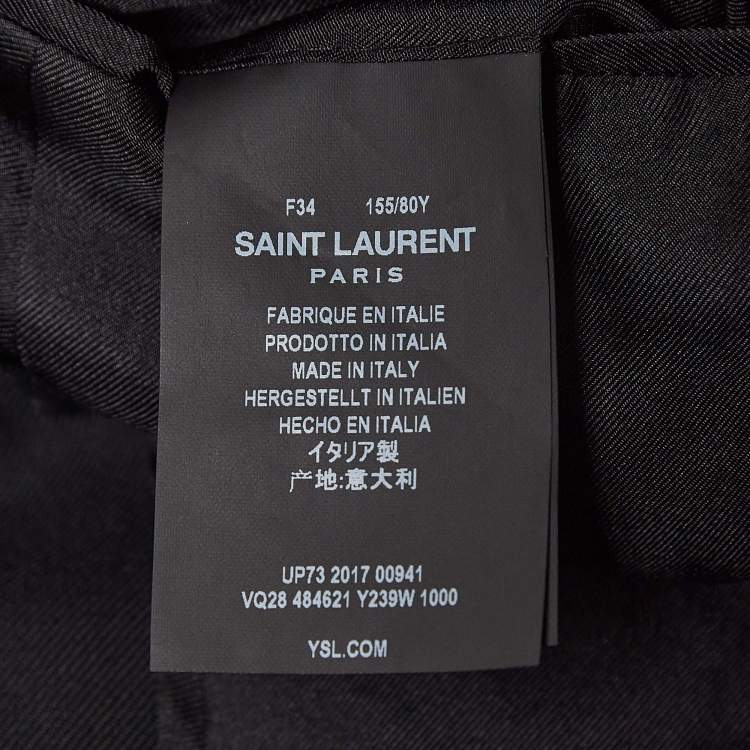 F34 155/80Y
SAINT LAURENT
PARIS
FABRIQUE EN ITALIE
PRODOTTO IN ITALIA
MADE IN ITALY
HERGESTELLT IN ITALIEN
HECHO EN ITALIA
イタリア製
产地:意大利
UP73 2017 00941
VQ28 484621 Y239W 1000
YSL.COM